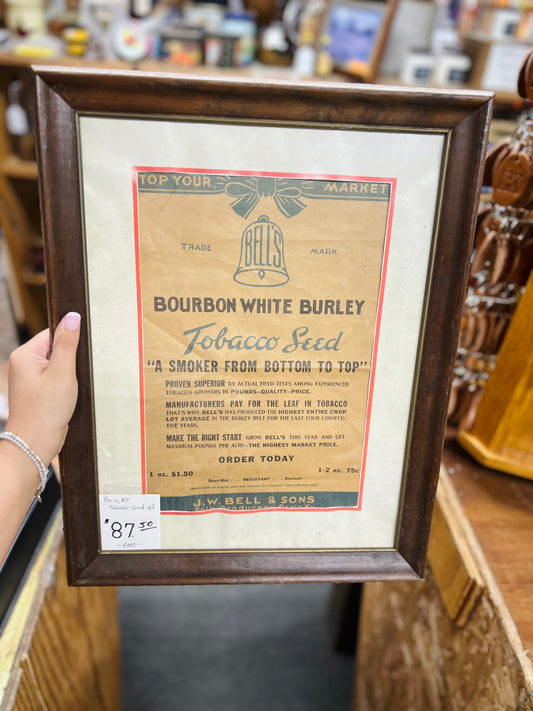 TOP YOUR MARKET
BELL'S
TRADE MARK
BOURBON WHITE BURLEY
Tobacco Seed
"A SMOKER FROM BOTTOM TO TOP"
PROVEN SUPERIOR BY ACTUAL FIELD TESTS AMONG EXPERIENCED
TOBACCO GROWERS IN POUNDS—QUALITY—PRICE.
MANUFACTURERS PAY FOR THE LEAF IN TOBACCO
THAT'S WHY BELL'S HAS PRODUCED THE HIGHEST ENTIRE CROP
LOT AVERAGE IN THE BURLEY BELT FOR THE LAST FOUR CONSECU-
TIVE YEARS.
MAKE THE RIGHT START GROW BELL'S THIS YEAR AND GET
MAXIMUM-POUNDS PER ACRE—THE HIGHEST MARKET PRICE.
ORDER TODAY
1 oz. $1.50 1-2 oz. 75c
Root-Rot . . . RESISTANT . . . Disease
J. W. BELL & SONS
Paris, KY
Tobacco Seed Ad
$87.50
-RARE-